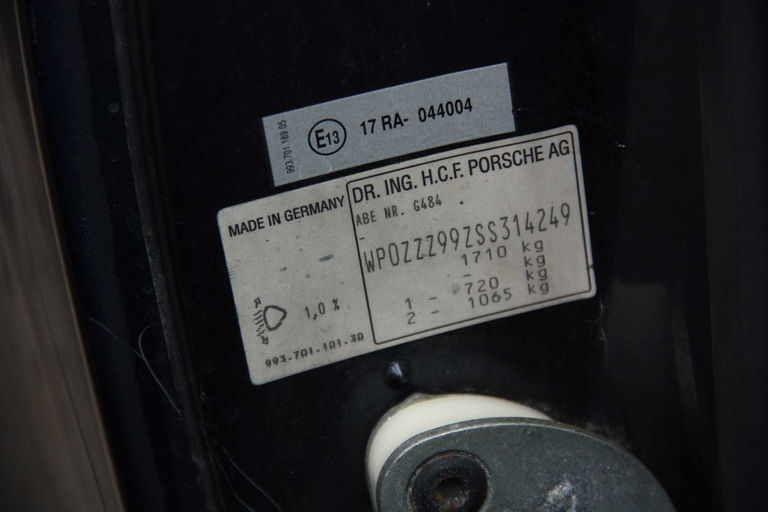 993.701.189.05
E13 17 RA- 044004
MADE IN GERMANY
DR. ING. H.C.F. PORSCHE AG
ABE NR. G484
WP0ZZZ99ZSS314249
1710 kg
- kg
1 - 720 kg
2 - 1065 kg
1,0 %
993.701.101.30